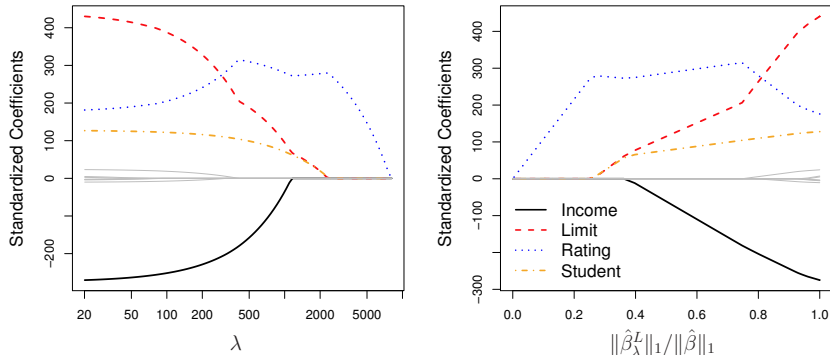 Standardized Coefficients
400
300
200
100
0
-200
20 50 100 200 500 2000 5000
λ
Standardized Coefficients
400
300
200
100
0
-100
-300
Income
Limit
Rating
Student
0.0 0.2 0.4 0.6 0.8 1.0
‖β̂λᴸ‖₁/‖β̂‖₁